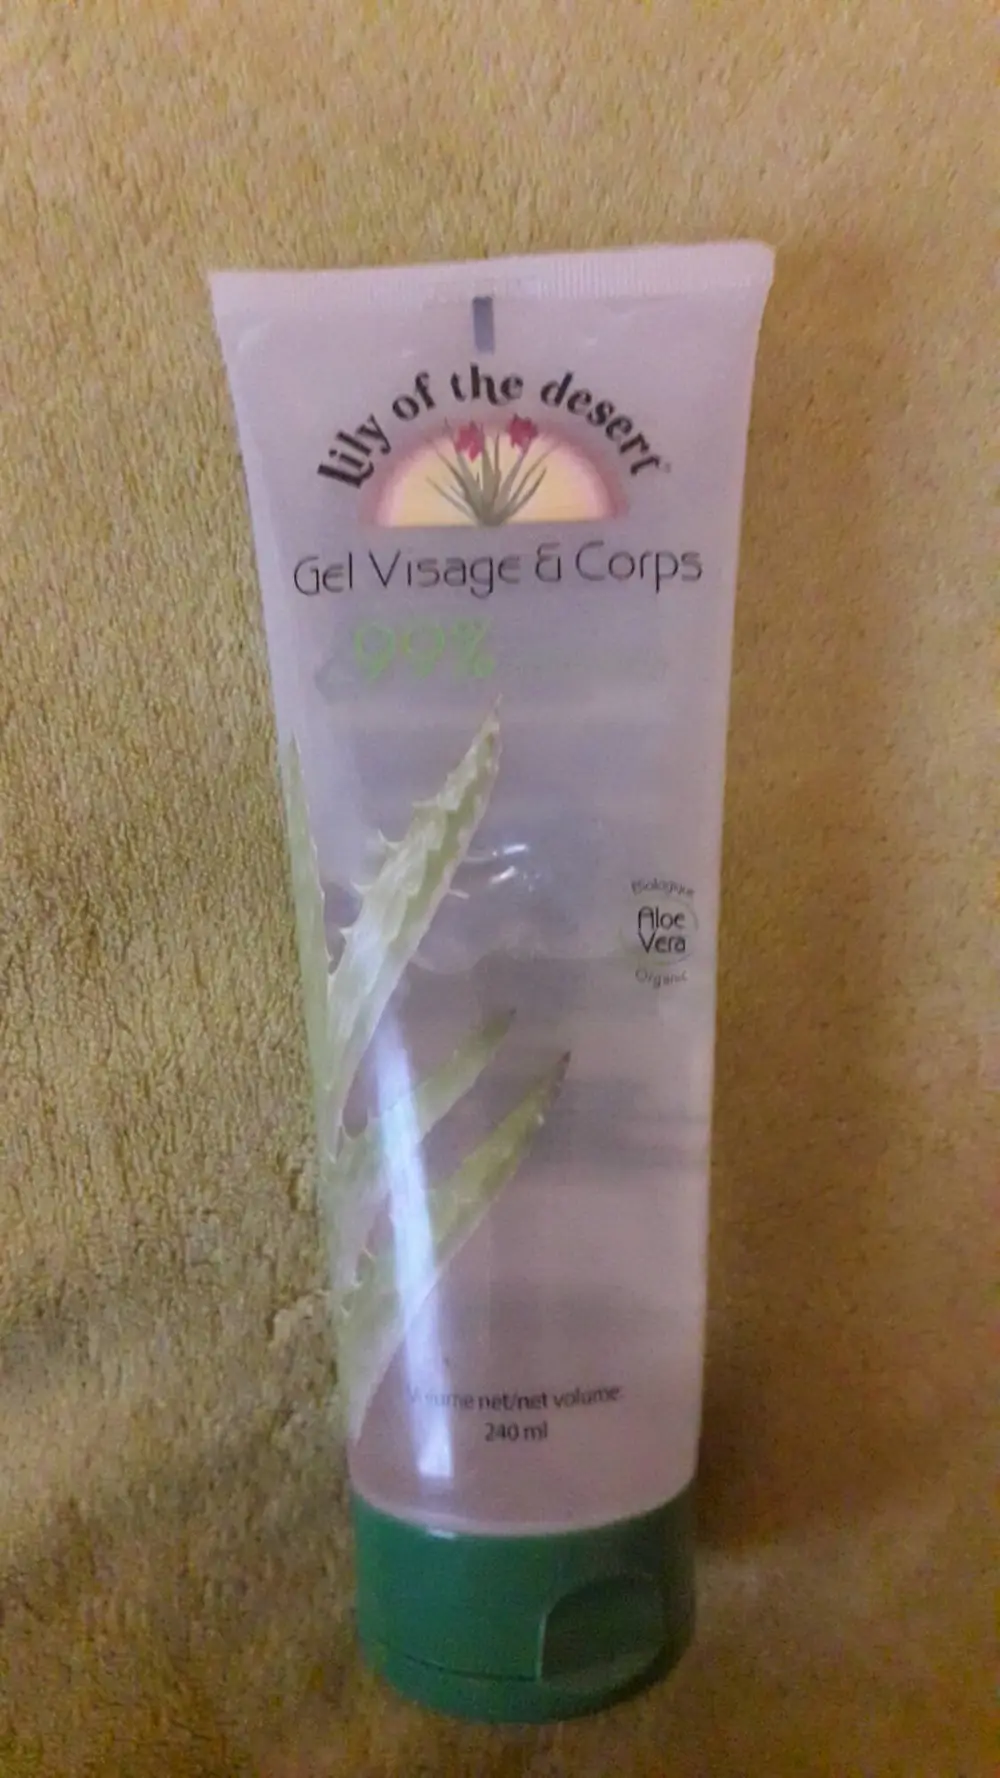 Lily of the desert
Gel Visage & Corps
99%
Biologique
Aloe
Vera
Organic
Volume net/net volume:
240 ml